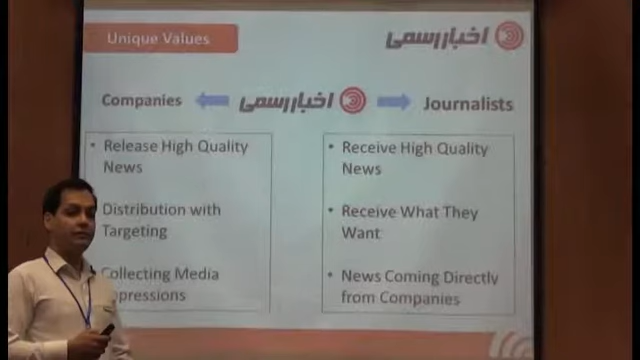 Unique Values
اخبار رسمی
Companies
اخبار رسمی
Journalists
• Release High Quality
News
• Distribution with
Targeting
Collecting Media
pressions
• Receive High Quality
News
• Receive What They
Want
• News Coming Directly
from Companies